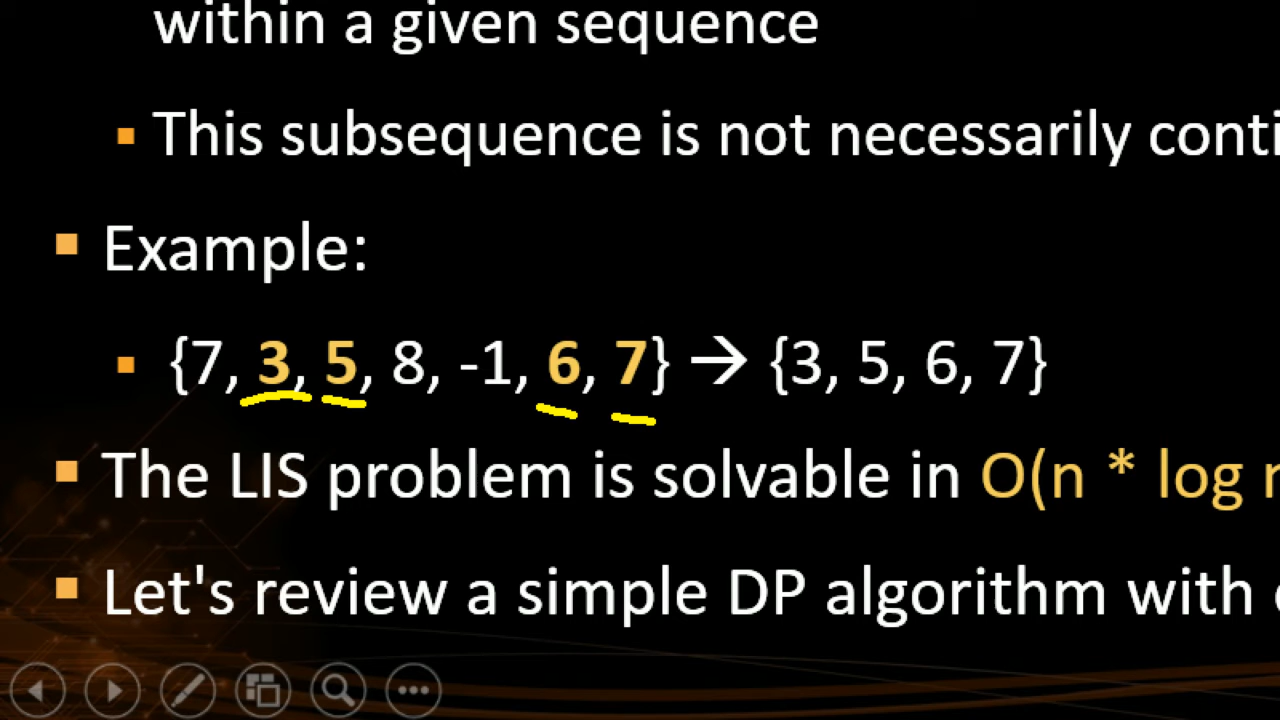 within a given sequence
This subsequence is not necessarily
Example:
{7, 3, 5, 8, -1, 6, 7} → {3, 5, 6, 7}
The LIS problem is solvable in O(n * log
Let's review a simple DP algorithm with